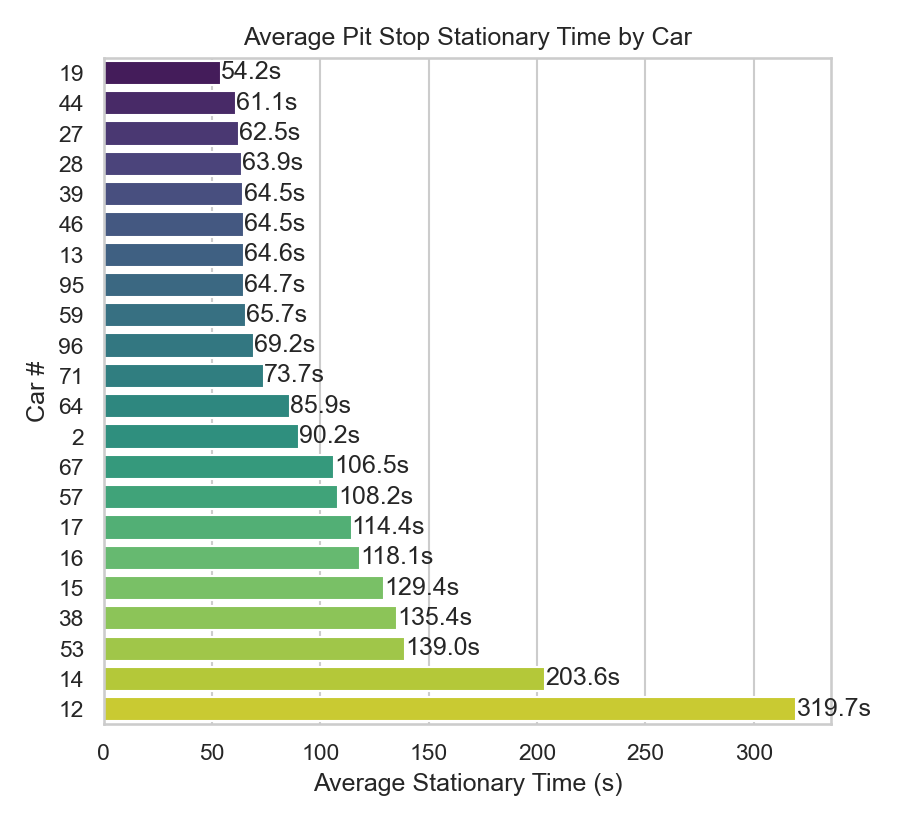 Average Pit Stop Stationary Time by Car
19 54.2s
44 61.1s
27 62.5s
28 63.9s
39 64.5s
46 64.5s
13 64.6s
95 64.7s
59 65.7s
96 69.2s
71 73.7s
64 85.9s
2 90.2s
67 106.5s
57 108.2s
17 114.4s
16 118.1s
15 129.4s
38 135.4s
53 139.0s
14 203.6s
12 319.7s
Car #
0 50 100 150 200 250 300
Average Stationary Time (s)